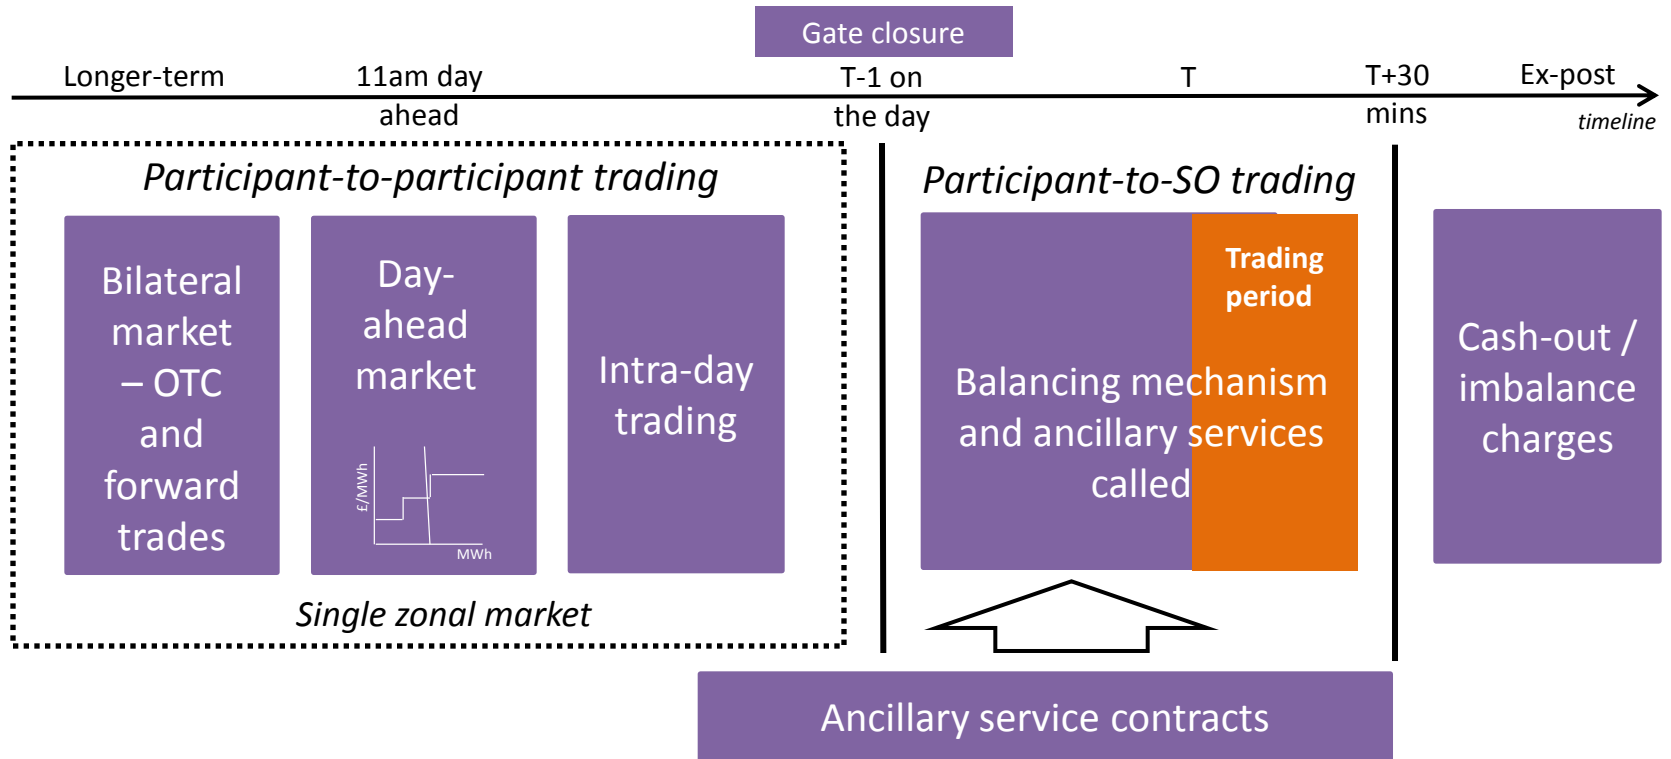 Gate closure
Longer-term
11am day
ahead
T-1 on
the day
T
T+30
mins
Ex-post
timeline
Participant-to-participant trading
Bilateral
market
– OTC
and
forward
trades
Day-
ahead
market
£/MWh
MWh
Intra-day
trading
Single zonal market
Participant-to-SO trading
Trading
period
Balancing mechanism
and ancillary services
called
Cash-out /
imbalance
charges
Ancillary service contracts